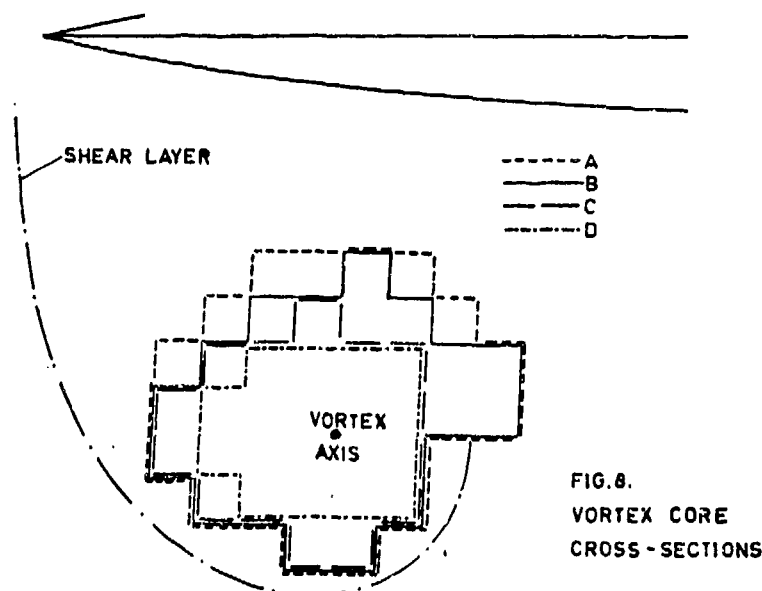 SHEAR LAYER
A
B
C
D
VORTEX
AXIS
FIG.8.
VORTEX CORE
CROSS-SECTIONS